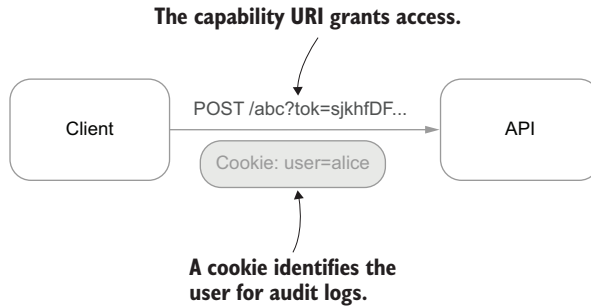 The capability URI grants access.
POST /abc?tok=sjkhfDF...
Client
API
Cookie: user=alice
A cookie identifies the
user for audit logs.